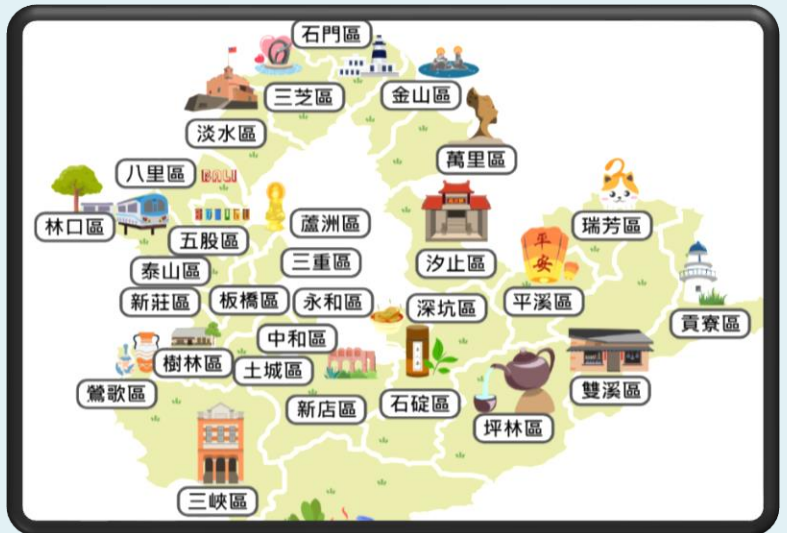 石門區
三芝區
金山區
淡水區
萬里區
八里區
BALI
林口區
五股區
蘆洲區
瑞芳區
泰山區
三重區
汐止區
平安
新莊區
板橋區
永和區
深坑區
平溪區
貢寮區
中和區
樹林區
土城區
鶯歌區
新店區
石碇區
雙溪區
坪林區
三峽區